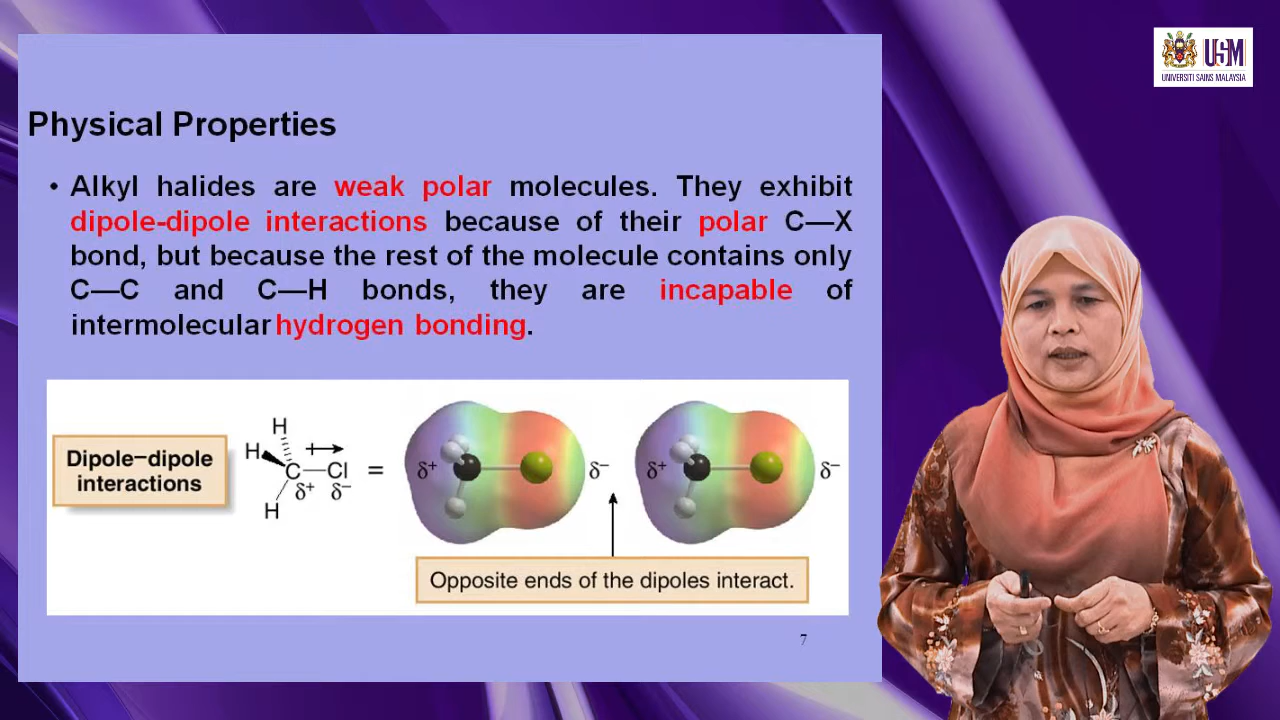 USM
UNIVERSITI SAINS MALAYSIA
Physical Properties
• Alkyl halides are weak polar molecules. They exhibit
dipole-dipole interactions because of their polar C—X
bond, but because the rest of the molecule contains only
C—C and C—H bonds, they are incapable of
intermolecular hydrogen bonding.
Dipole–dipole
interactions
H
H
C—Cl =
δ+ δ−
H
δ+ δ− δ+ δ−
Opposite ends of the dipoles interact.
7